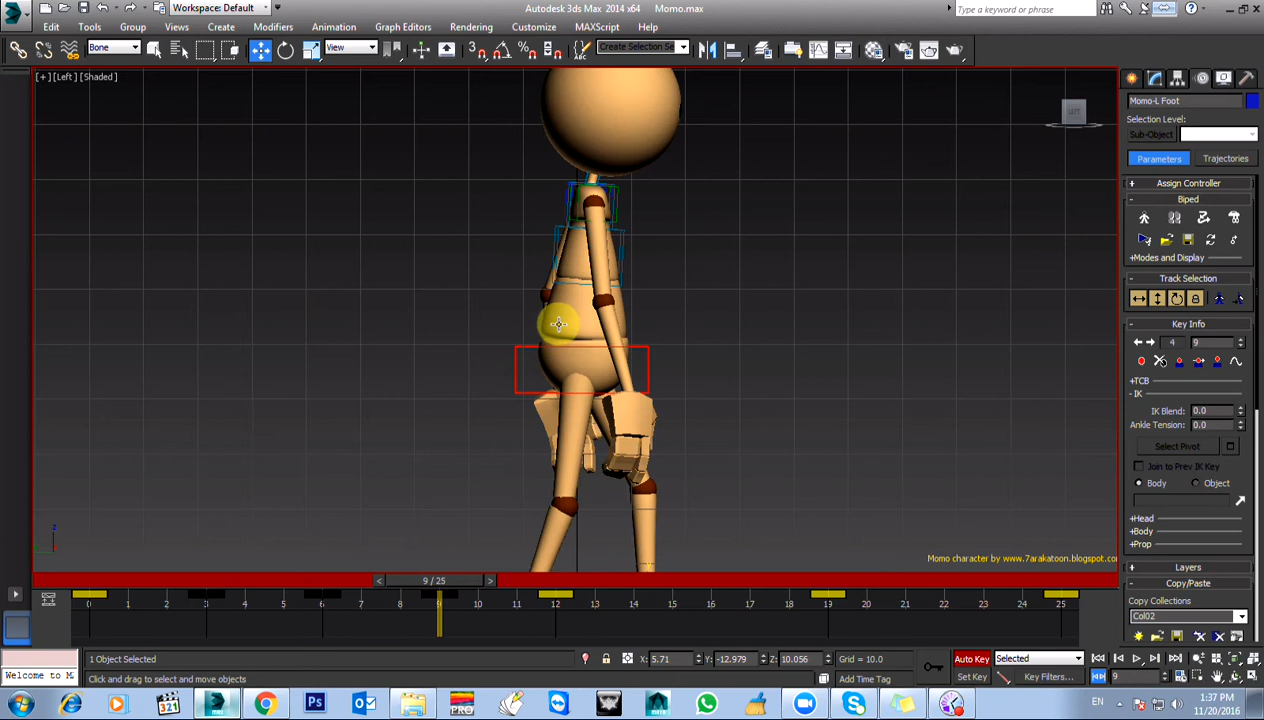 Workspace: Default
Autodesk 3ds Max 2014 x64 Momo.max
Type a keyword or phrase
Edit Tools Group Views Create Modifiers Animation Graph Editors Rendering Customize MAXScript Help
Bone
View
Create Selection Se
[+] [Left] [Shaded]
Momo-L Foot
Selection Level:
Sub-Object
Parameters Trajectories
+ Assign Controller
- Biped
+Modes and Display
- Track Selection
- Key Info
4 9
+TCB
- IK
IK Blend: 0.0
Ankle Tension: 0.0
Select Pivot
Join to Prev IK Key
Body Object
+Head
+Body
+Prop
+ Layers
- Copy/Paste
Copy Collections
Col02
z
Momo character by www.7arakatoon.blogspot.com
< 9 / 25 >
0 3 4 5 6 7 8 9 10 11 12 13 14 15 16 17 18 19 20 21 22 23 24 25
1 Object Selected
X: 5.71 Y: -12.979 Z: 10.056 Grid = 10.0
Auto Key Selected
Welcome to M
Click and drag to select and move objects
Add Time Tag
Set Key Key Filters...
9
EN
1:37 PM
11/20/2016